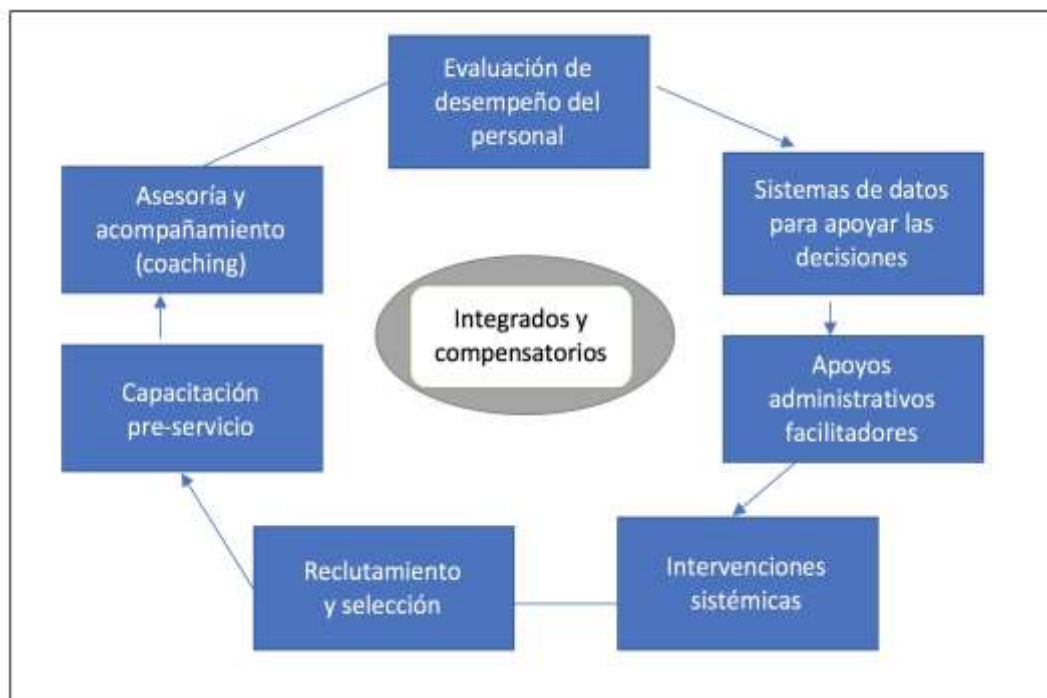 Evaluación de
desempeño del
personal
Sistemas de datos
para apoyar las
decisiones
Apoyos
administrativos
facilitadores
Intervenciones
sistémicas
Reclutamiento
y selección
Capacitación
pre-servicio
Asesoría y
acompañamiento
(coaching)
Integrados y
compensatorios